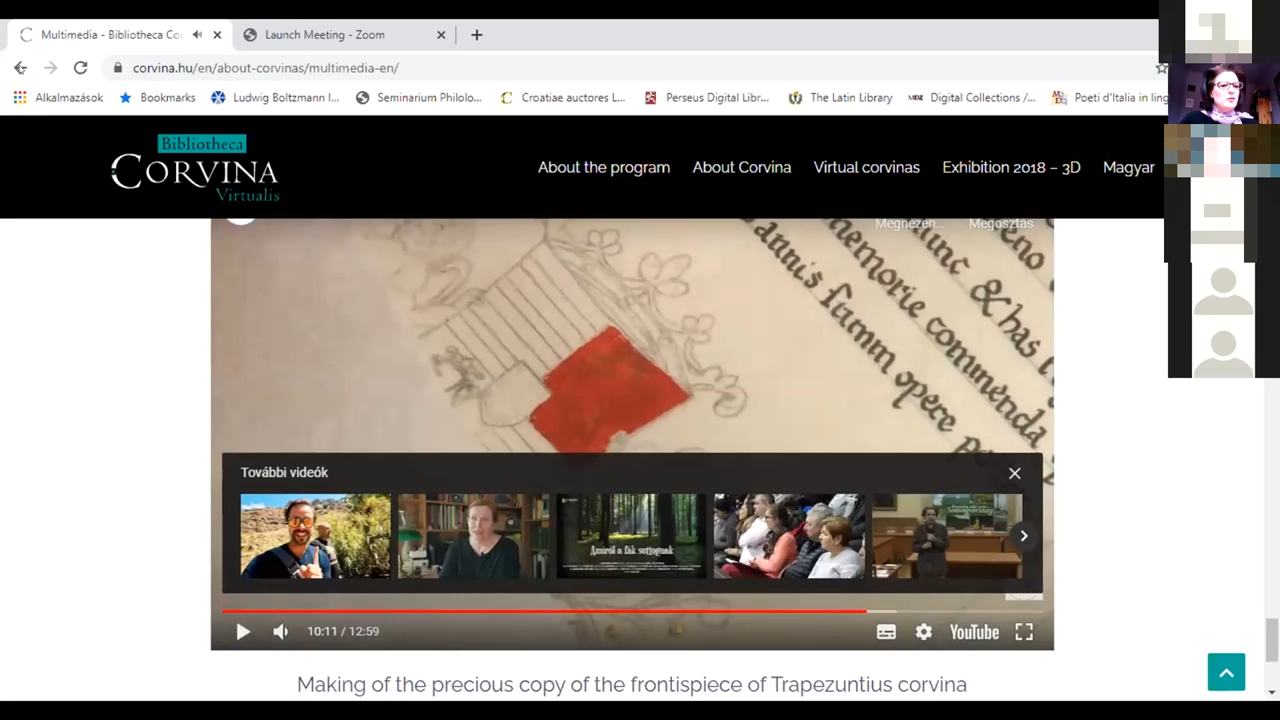 Multimedia - Bibliotheca Co
Launch Meeting - Zoom
corvina.hu/en/about-corvinas/multimedia-en/
Alkalmazások
Bookmarks
Ludwig Boltzmann I...
Seminarium Philolo...
Croatiae auctores L...
Perseus Digital Libr...
The Latin Library
Digital Collections /...
Poeti d'Italia in ling
Bibliotheca
CORVINA
Virtualis
About the program
About Corvina
Virtual corvinas
Exhibition 2018 – 3D
Magyar
Megnézen...
Megosztás
memorie commenda
&has
annis summ opere
További videók
Amiről a fák suttognak
10:11 / 12:59
YouTube
Making of the precious copy of the frontispiece of Trapezuntius corvina